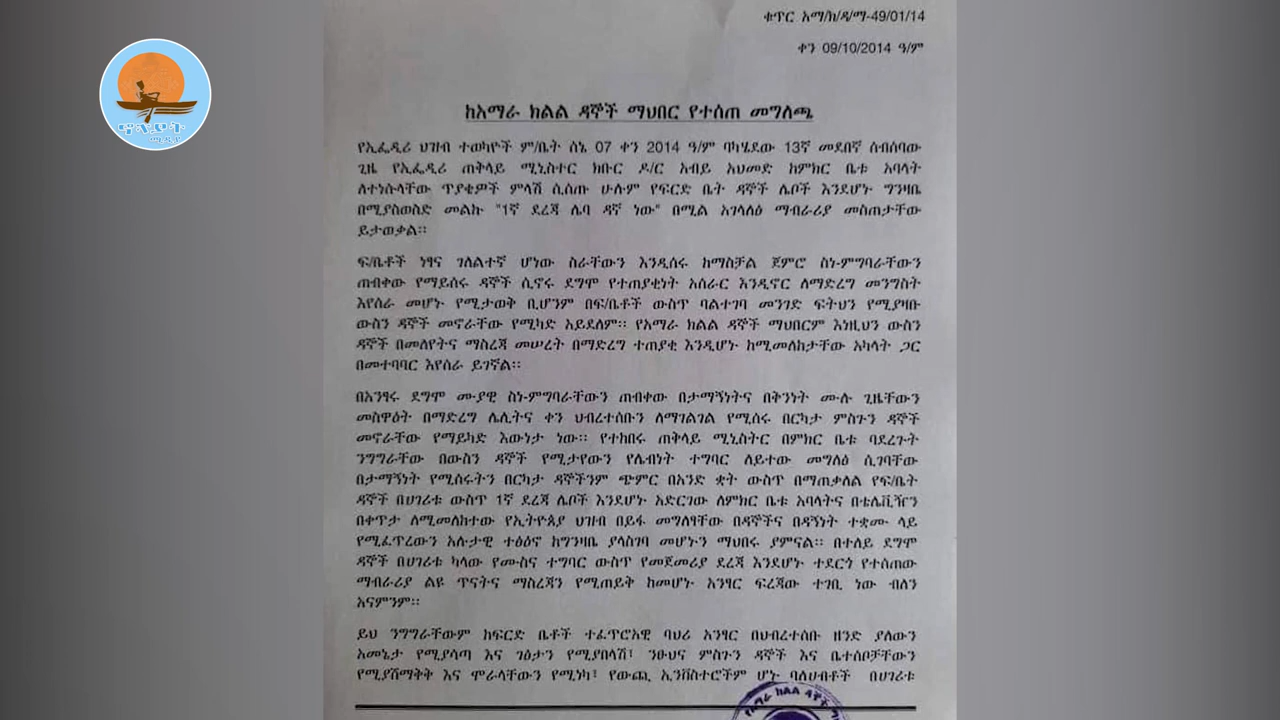 ቁጥር አማ/ክ/ዳ/ማ-49/01/14
ቀን 09/10/2014 ዓ/ም
ከአማራ ክልል ዳኞች ማህበር የተሰጠ መግለጫ
የኢፌዲሪ ህዝብ ተወካዮች ም/ቤት ሰኔ 07 ቀን 2014 ዓ/ም ባካሄደው 13ኛ መደበኛ ስብሰባው
ጊዜ የኢፌዲሪ ጠቅላይ ሚኒስተር ክቡር ዶ/ር አብይ አህመድ ከምክር ቤቱ አባላት
ለተነሱላቸው ጥያቄዎች ምላሽ ሲሰጡ ሁሉም የፍርድ ቤት ዳኞች ሌቦች እንደሆኑ ግንዛቤ
በሚያስወስድ መልኩ "1ኛ ደረጃ ሌባ ዳኛ ነው" በሚል አገላለፅ ማብራሪያ መስጠታቸው
ይታወቃል፡፡
ፍ/ቤቶች ነፃና ገለልተኛ ሆነው ስራቸውን እንዲሰሩ ከማስቻል ጀምሮ ስነ-ምግባራቸውን
ጠብቀው የማይሰሩ ዳኞች ሲኖሩ ደግሞ የተጠያቂነት አሰራር እንዲኖር ለማድረግ መንግስት
እየሰራ መሆኑ የሚታወቅ ቢሆንም በፍ/ቤቶች ውስጥ ባልተገባ መንገድ ፍትህን የሚያዛቡ
ውስን ዳኞች መኖራቸው የሚካድ አይደለም፡፡ የአማራ ክልል ዳኞች ማህበርም እነዚህን ውስን
ዳኞች በመለየትና ማስረጃ መሠረት በማድረግ ተጠያቂ እንዲሆኑ ከሚመለከታቸው አካላት ጋር
በመተባባር እየሰራ ይገኛል፡፡
በአንፃሩ ደግሞ ሙያዊ ስነ-ምግባራቸውን ጠብቀው በታማኝነትና በቅንነት ሙሉ ጊዜቸውን
መስዋዕት በማድረግ ሌሊትና ቀን ህብረተሰቡን ለማገልገል የሚሰሩ በርካታ ምስጉን ዳኞች
መኖራቸው የማይካድ እውነታ ነው፡፡ የተከበሩ ጠቅላይ ሚኒስትር በምክር ቤቱ ባደረጉት
ንግግራቸው በውስን ዳኞች የሚታየውን የሌብነት ተግባር ለይተው መግለፅ ሲገባቸው
በታማኝነት የሚሰሩትን በርካታ ዳኞችንም ጭምር በአንድ ቋት ውስጥ በማጠቃለል የፍ/ቤት
ዳኞች በሀገሪቱ ውስጥ 1ኛ ደረጃ ሌቦች እንደሆኑ አድርገው ለምክር ቤቱ አባላትና በቴሌቪዥን
በቀጥታ ለሚመለከተው የኢትዮጵያ ህዝብ በይፋ መግለፃቸው በዳኞችና በዳኝነት ተቋሙ ላይ
የሚፈጥረውን አሉታዊ ተፅዕኖ ከግንዛቤ ያላስገባ መሆኑን ማህበሩ ያምናል፡፡ በተለይ ደግሞ
ዳኞች በሀገሪቱ ካላው የሙስና ተግባር ውስጥ የመጀመሪያ ደረጃ እንደሆኑ ተደርጎ የተሰጠው
ማብራሪያ ልዩ ጥናትና ማስረጃን የሚጠይቅ ከመሆኑ አንፃር ፍረጃው ተገቢ ነው ብለን
አናምንም፡፡
ይህ ንግግራቸውም ከፍርድ ቤቶች ተፈጥሮአዊ ባህሪ አንፃር በህብረተሰቡ ዘንድ ያለውን
አመኔታ የሚያሳጣ እና ገፅታን የሚያበላሽ፣ ንፁህና ምስጉን ዳኞች እና ቤተሰቦቻቸውን
የሚያሸማቅቅ እና ሞራላቸውን የሚነካ፣ የውጪ ኢንቨስተሮችም ሆኑ ባለሀብቶች በሀገሪቱ
የአማራ ክልል ዳኞች